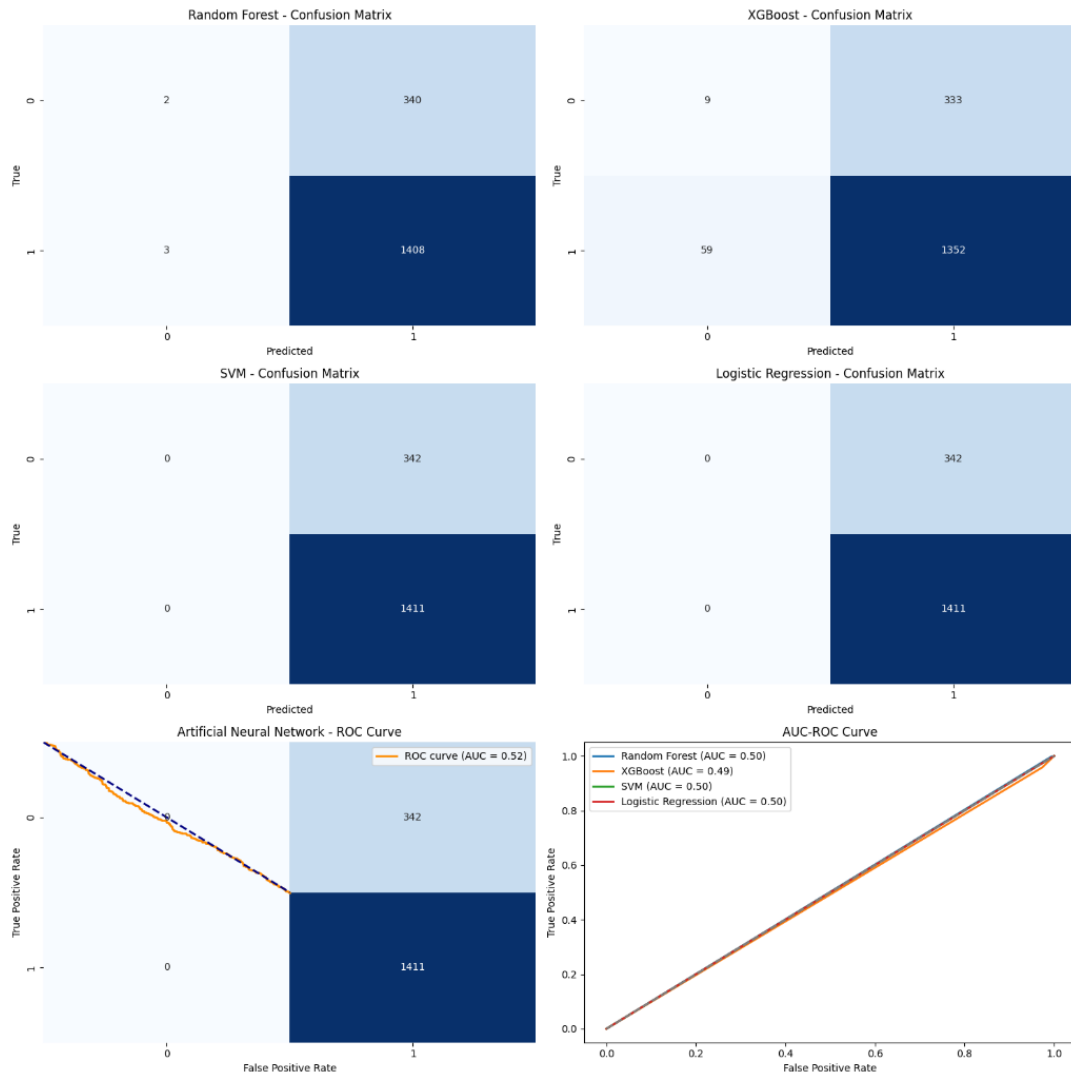 Random Forest - Confusion Matrix
0
2
340
True
1
3
1408
0
1
Predicted
XGBoost - Confusion Matrix
0
9
333
True
1
59
1352
0
1
Predicted
SVM - Confusion Matrix
0
0
342
True
1
0
1411
0
1
Predicted
Logistic Regression - Confusion Matrix
0
0
342
True
1
0
1411
0
1
Predicted
Artificial Neural Network - ROC Curve
ROC curve (AUC = 0.52)
0
0
342
True Positive Rate
1
0
1411
0
1
False Positive Rate
AUC-ROC Curve
1.0
Random Forest (AUC = 0.50)
XGBoost (AUC = 0.49)
SVM (AUC = 0.50)
Logistic Regression (AUC = 0.50)
0.8
0.6
True Positive Rate
0.4
0.2
0.0
0.0
0.2
0.4
0.6
0.8
1.0
False Positive Rate